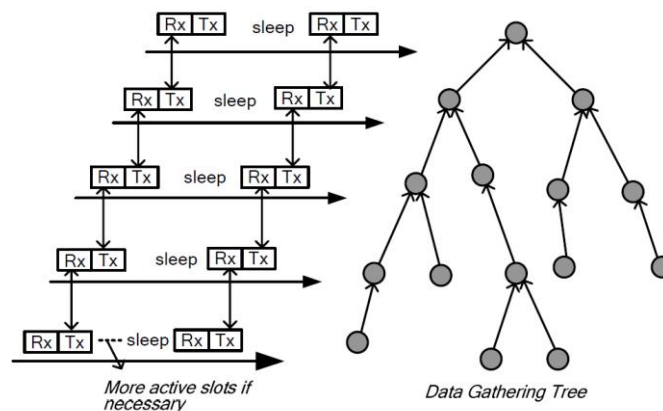 Rx Tx sleep Rx Tx
Rx Tx sleep Rx Tx
Rx Tx sleep Rx Tx
Rx Tx sleep Rx Tx
Rx Tx sleep Rx Tx
More active slots if
necessary
Data Gathering Tree